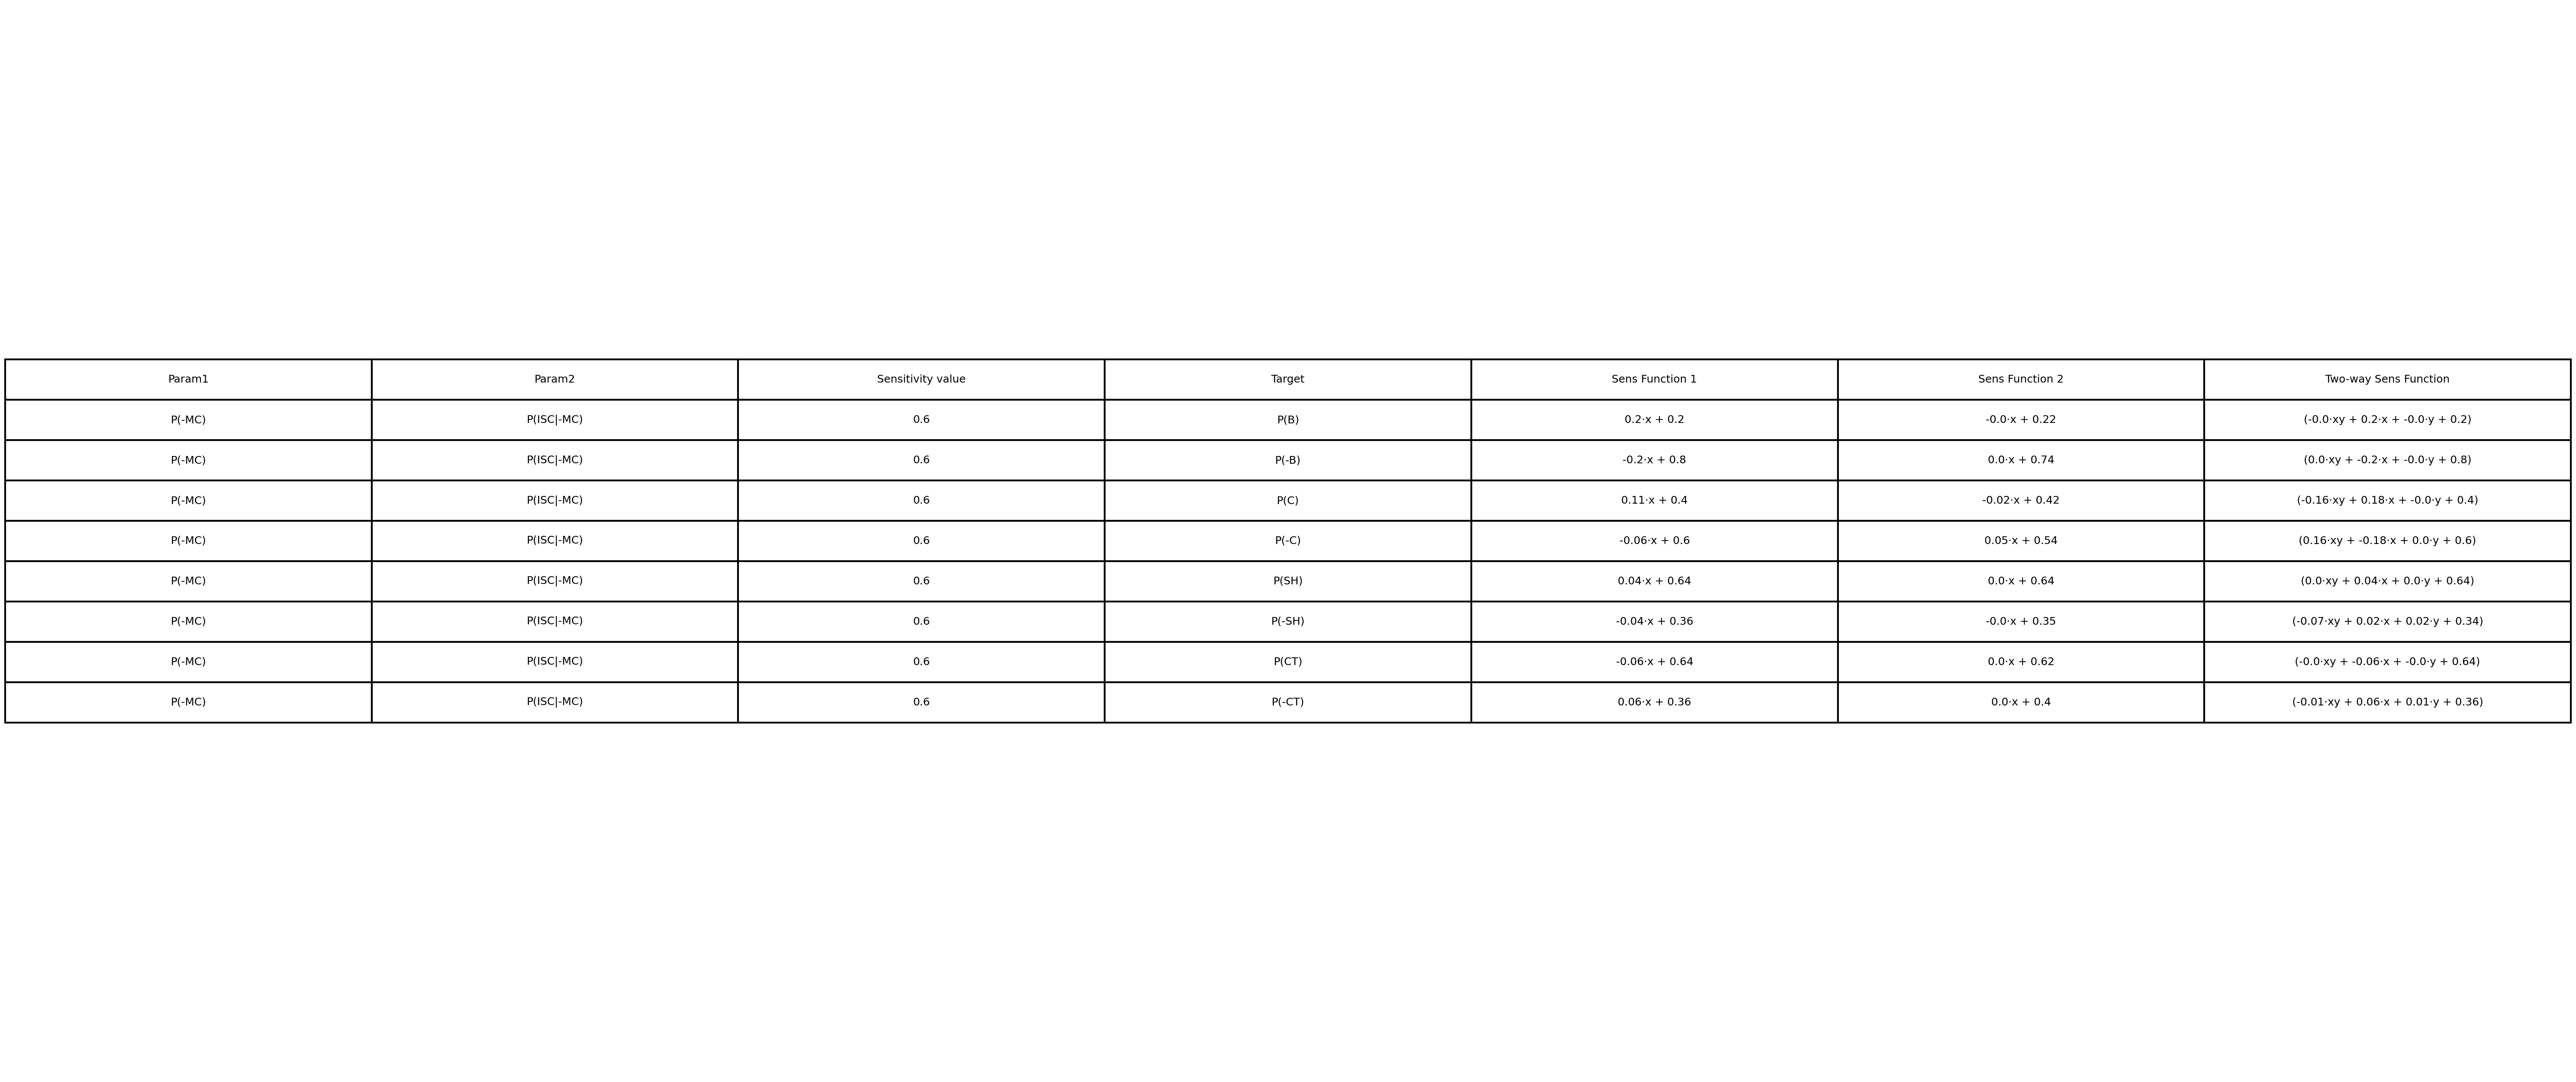 Param1 Param2 Sensitivity value Target Sens Function 1 Sens Function 2 Two-way Sens Function
P(-MC) P(ISC|-MC) 0.6 P(B) 0.2·x + 0.2 -0.0·x + 0.22 (-0.0·xy + 0.2·x + -0.0·y + 0.2)
P(-MC) P(ISC|-MC) 0.6 P(-B) -0.2·x + 0.8 0.0·x + 0.74 (0.0·xy + -0.2·x + -0.0·y + 0.8)
P(-MC) P(ISC|-MC) 0.6 P(C) 0.11·x + 0.4 -0.02·x + 0.42 (-0.16·xy + 0.18·x + -0.0·y + 0.4)
P(-MC) P(ISC|-MC) 0.6 P(-C) -0.06·x + 0.6 0.05·x + 0.54 (0.16·xy + -0.18·x + 0.0·y + 0.6)
P(-MC) P(ISC|-MC) 0.6 P(SH) 0.04·x + 0.64 0.0·x + 0.64 (0.0·xy + 0.04·x + 0.0·y + 0.64)
P(-MC) P(ISC|-MC) 0.6 P(-SH) -0.04·x + 0.36 -0.0·x + 0.35 (-0.07·xy + 0.02·x + 0.02·y + 0.34)
P(-MC) P(ISC|-MC) 0.6 P(CT) -0.06·x + 0.64 0.0·x + 0.62 (-0.0·xy + -0.06·x + -0.0·y + 0.64)
P(-MC) P(ISC|-MC) 0.6 P(-CT) 0.06·x + 0.36 0.0·x + 0.4 (-0.01·xy + 0.06·x + 0.01·y + 0.36)